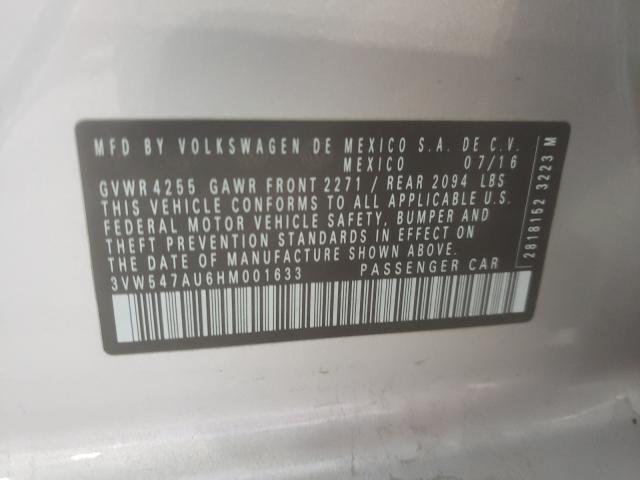 MFD BY VOLKSWAGEN DE MEXICO S.A. DE C.V.
MEXICO 07/16
GVWR 4255 GAWR FRONT 2271 / REAR 2094 LBS
THIS VEHICLE CONFORMS TO ALL APPLICABLE U.S.
FEDERAL MOTOR VEHICLE SAFETY, BUMPER AND
THEFT PREVENTION STANDARDS IN EFFECT ON
THE DATE OF MANUFACTURE SHOWN ABOVE.
3VW547AU6HM001633 PASSENGER CAR
2818152 3223 M